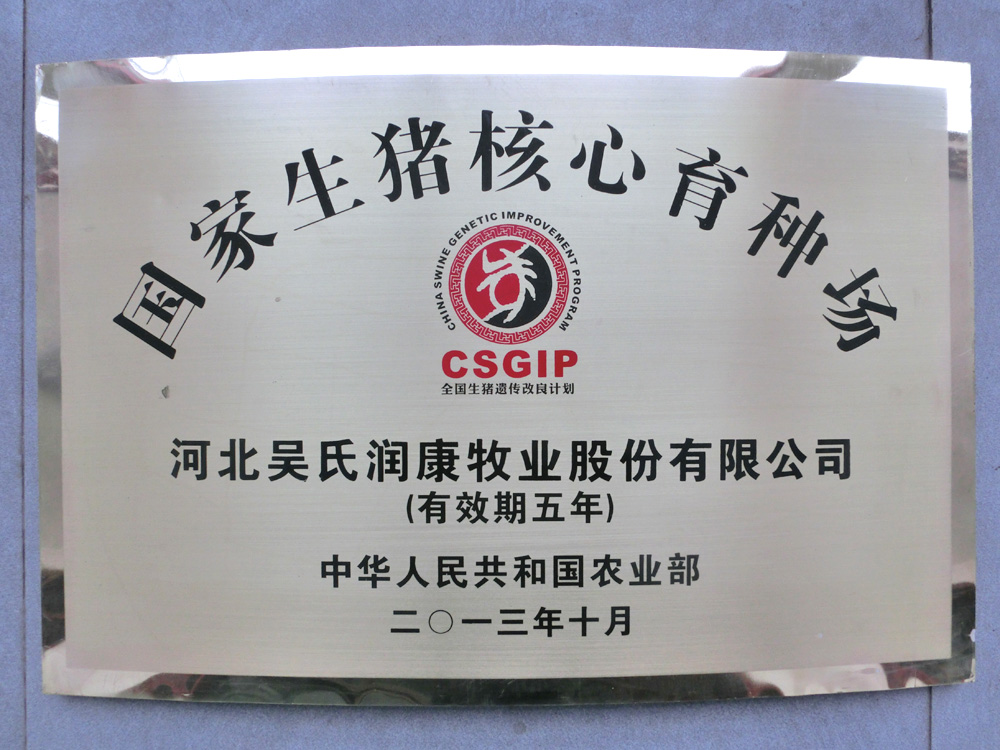 国家生猪核心育种场
CHINA SWINE GENETIC IMPROVEMENT PROGRAM
CSGIP
全国生猪遗传改良计划
河北吴氏润康牧业股份有限公司
(有效期五年)
中华人民共和国农业部
二〇一三年十月